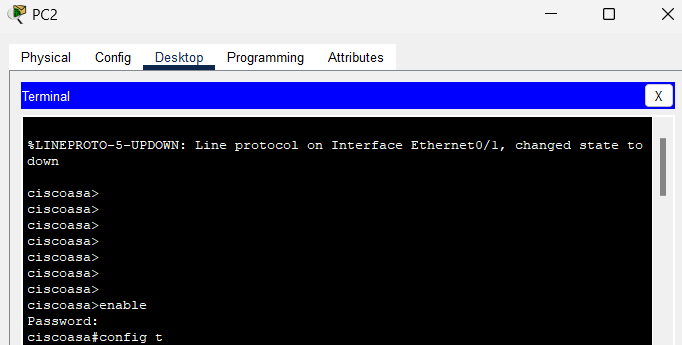 PC2
Physical Config Desktop Programming Attributes
Terminal X
%LINEPROTO-5-UPDOWN: Line protocol on Interface Ethernet0/1, changed state to
down
ciscoasa>
ciscoasa>
ciscoasa>
ciscoasa>
ciscoasa>
ciscoasa>
ciscoasa>
ciscoasa>enable
Password:
ciscoasa#config t